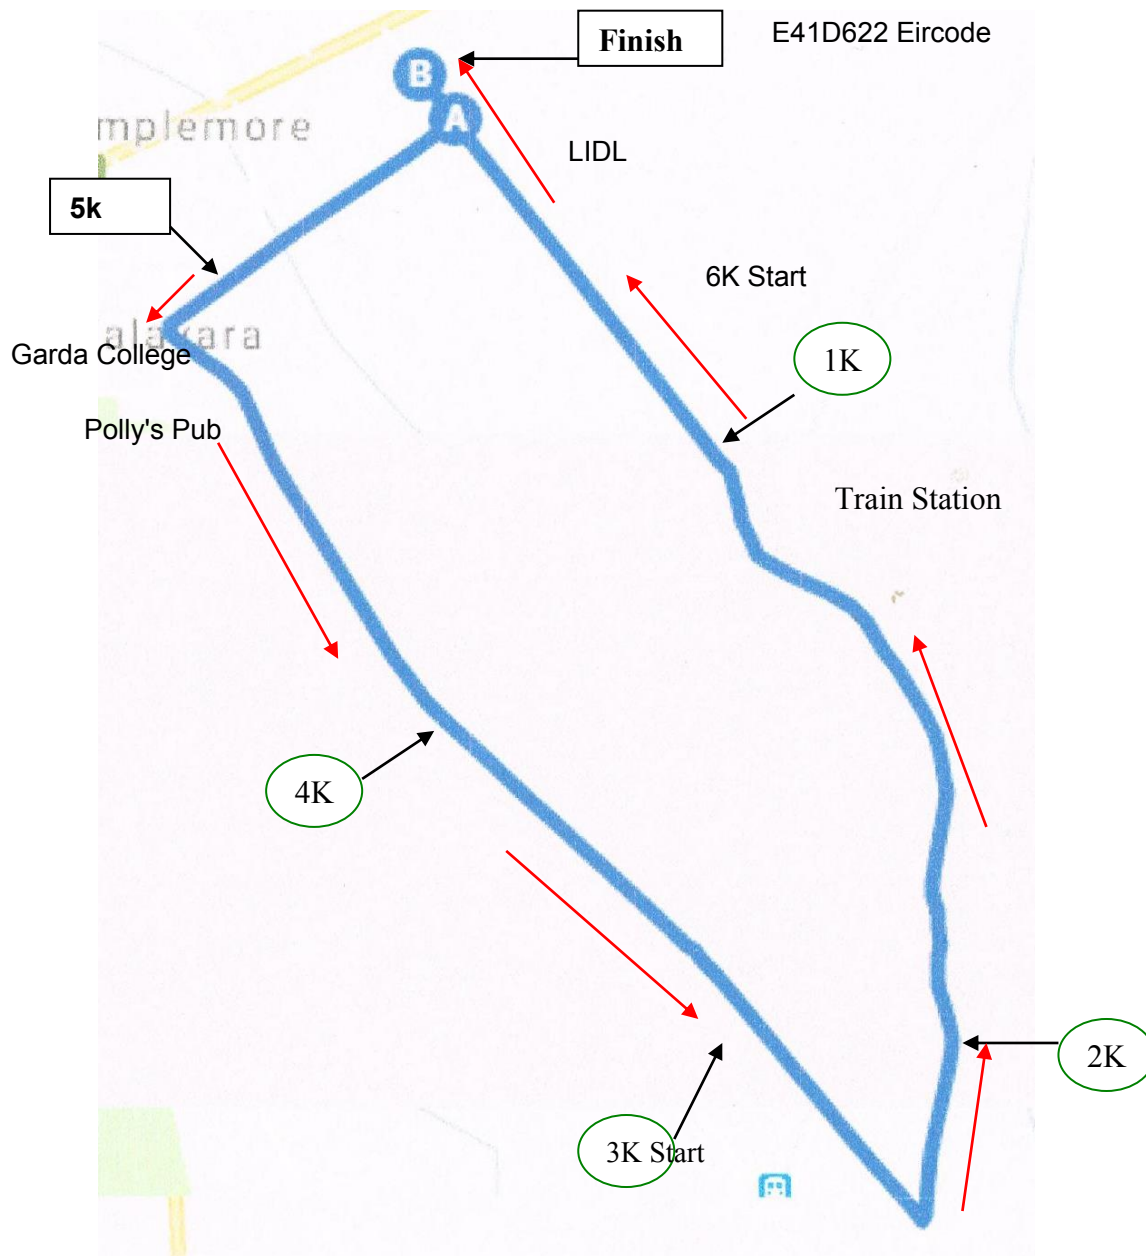 Finish
E41D622 Eircode
B
A
mplemore
LIDL
5k
6K Start
1K
Garda College
Polly's Pub
Train Station
4K
2K
3K Start